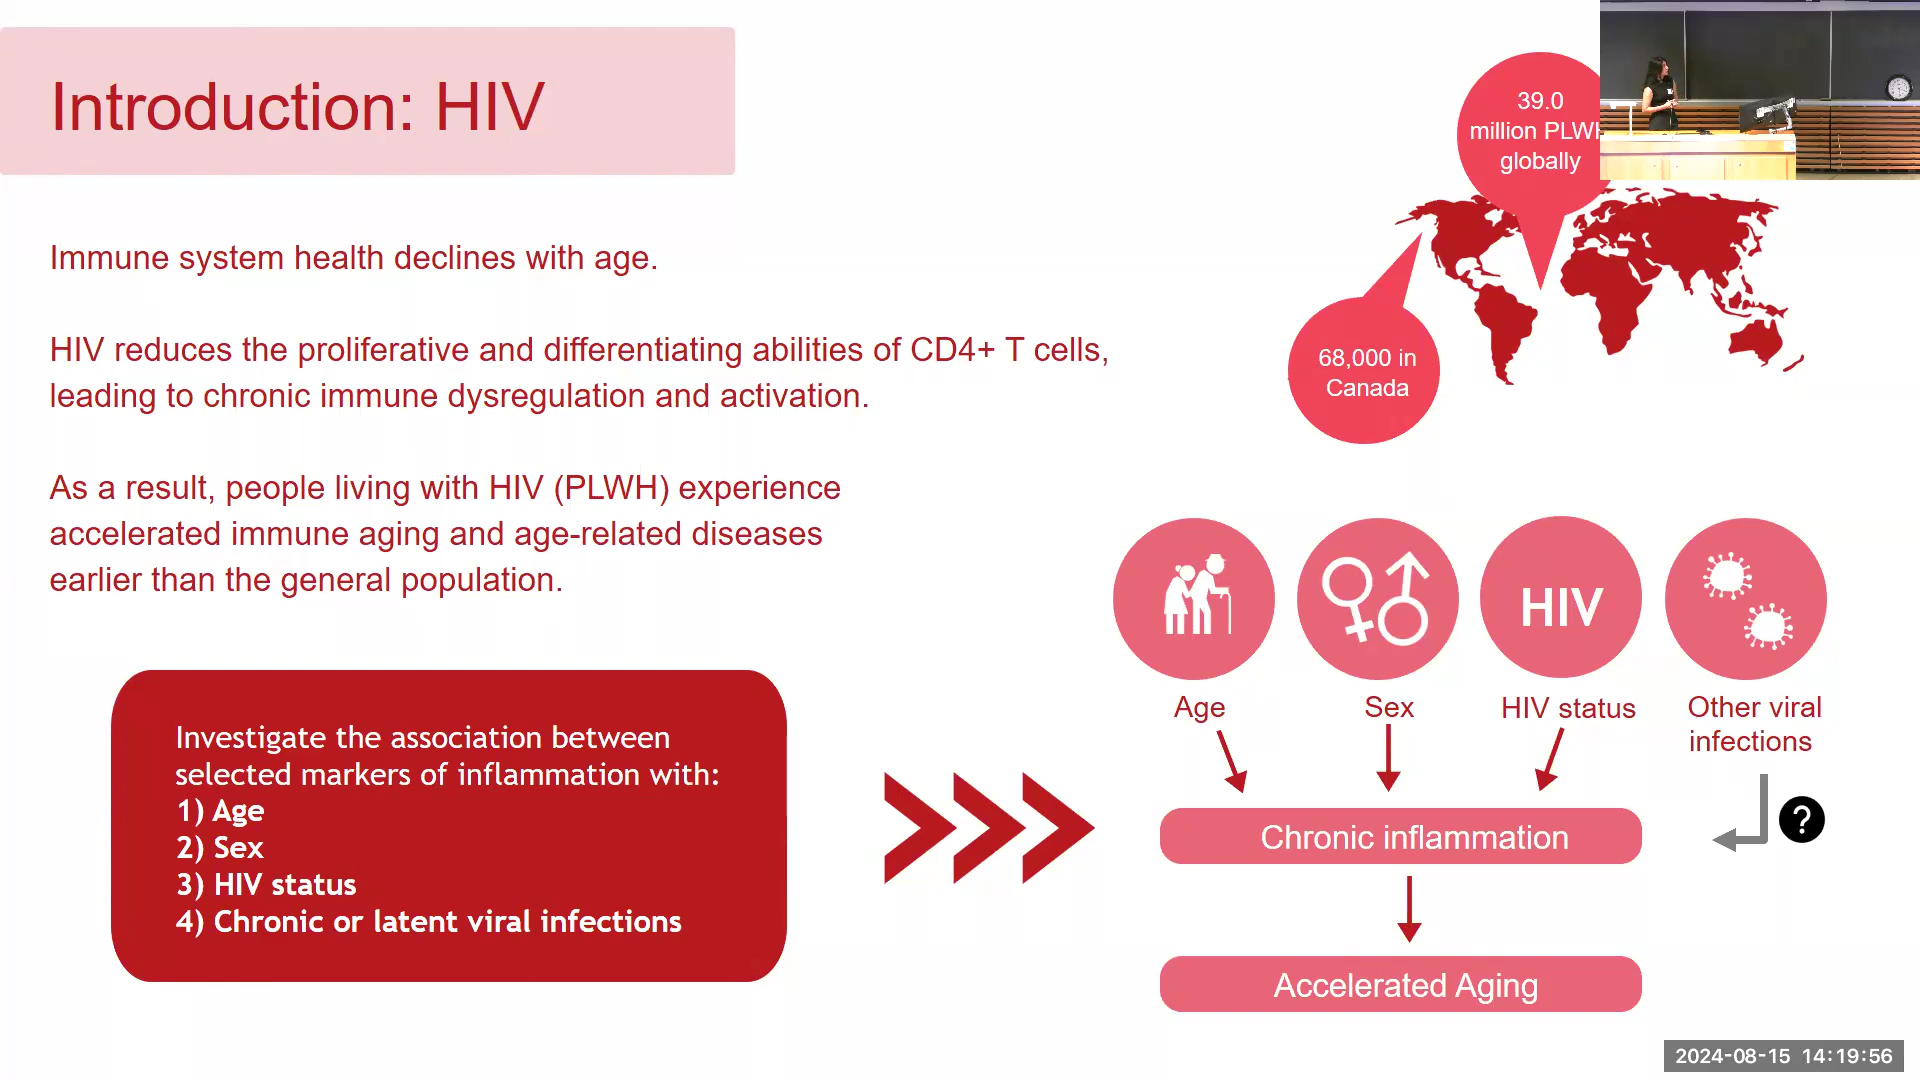 Introduction: HIV
39.0
million PLWH
globally
68,000 in
Canada
Immune system health declines with age.
HIV reduces the proliferative and differentiating abilities of CD4+ T cells,
leading to chronic immune dysregulation and activation.
As a result, people living with HIV (PLWH) experience
accelerated immune aging and age-related diseases
earlier than the general population.
Investigate the association between
selected markers of inflammation with:
1) Age
2) Sex
3) HIV status
4) Chronic or latent viral infections
HIV
Age
Sex
HIV status
Other viral
infections
?
Chronic inflammation
Accelerated Aging
2024-08-15 14:19:56